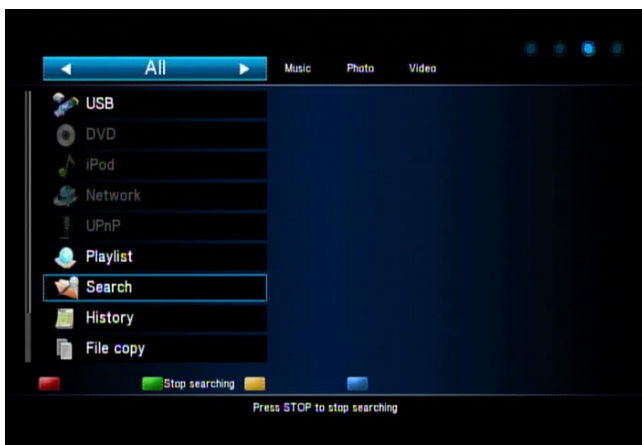 All Music Photo Video
USB
DVD
iPod
Network
UPnP
Playlist
Search
History
File copy
Stop searching
Press STOP to stop searching